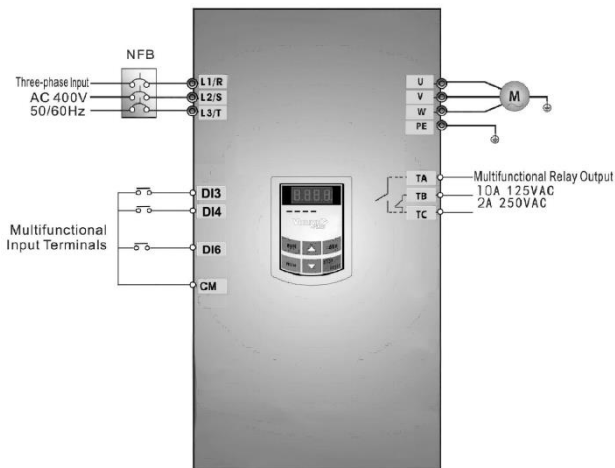 NFB
Three-phase Input
AC 400V
50/60Hz
L1/R
L2/S
L3/T
U
V
W
PE
M
TA
TB
TC
Multifunctional Relay Output
10A 125VAC
2A 250VAC
DI3
DI4
DI6
CM
Multifunctional
Input Terminals
8.8.8.8.